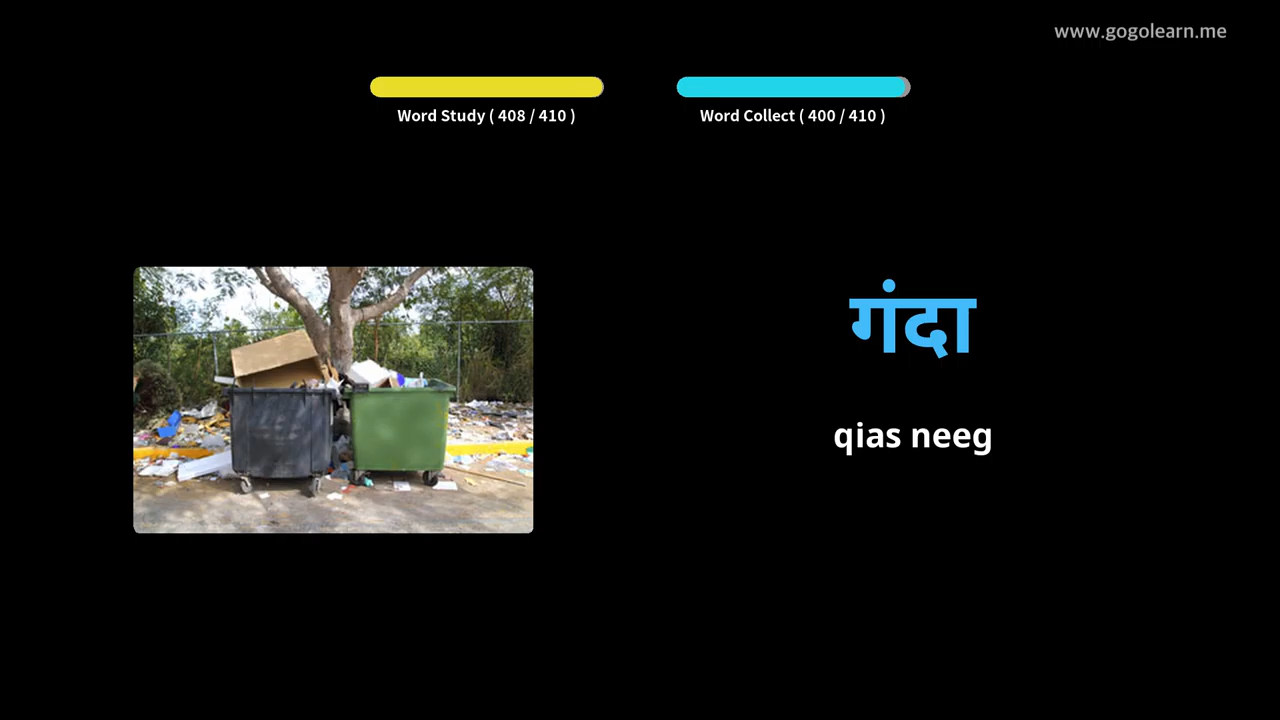 www.gogolearn.me
Word Study ( 408 / 410 )
Word Collect ( 400 / 410 )
गंदा
qias neeg